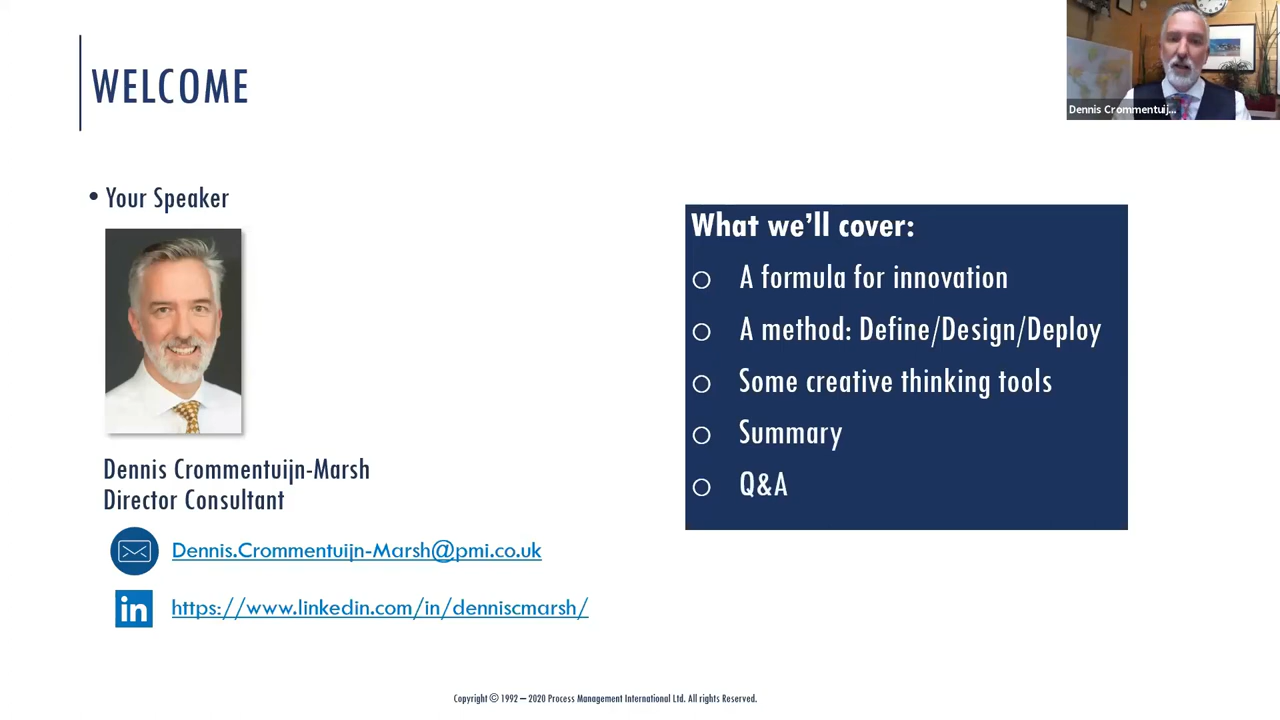 WELCOME
Dennis Crommentuij...
• Your Speaker
Dennis Crommentuijn-Marsh
Director Consultant
Dennis.Crommentuijn-Marsh@pmi.co.uk
in
https://www.linkedin.com/in/denniscmarsh/
What we'll cover:
○ A formula for innovation
○ A method: Define/Design/Deploy
○ Some creative thinking tools
○ Summary
○ Q&A
Copyright © 1992 – 2020 Process Management International Ltd. All rights Reserved.